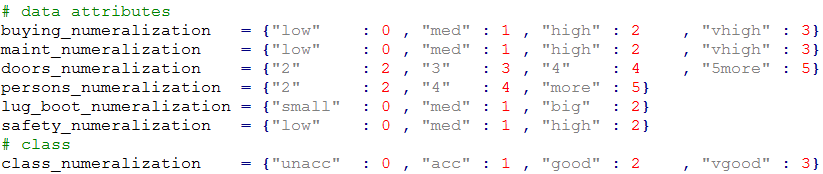 # data attributes
buying_numeralization   = {"low"   : 0 , "med" : 1 , "high" : 2    , "vhigh" : 3}
maint_numeralization    = {"low"   : 0 , "med" : 1 , "high" : 2    , "vhigh" : 3}
doors_numeralization    = {"2"     : 2 , "3"   : 3 , "4"    : 4    , "5more" : 5}
persons_numeralization  = {"2"     : 2 , "4"   : 4 , "more" : 5}
lug_boot_numeralization = {"small" : 0 , "med" : 1 , "big"  : 2}
safety_numeralization   = {"low"   : 0 , "med" : 1 , "high" : 2}
# class
class_numeralization    = {"unacc" : 0 , "acc" : 1 , "good" : 2    , "vgood" : 3}